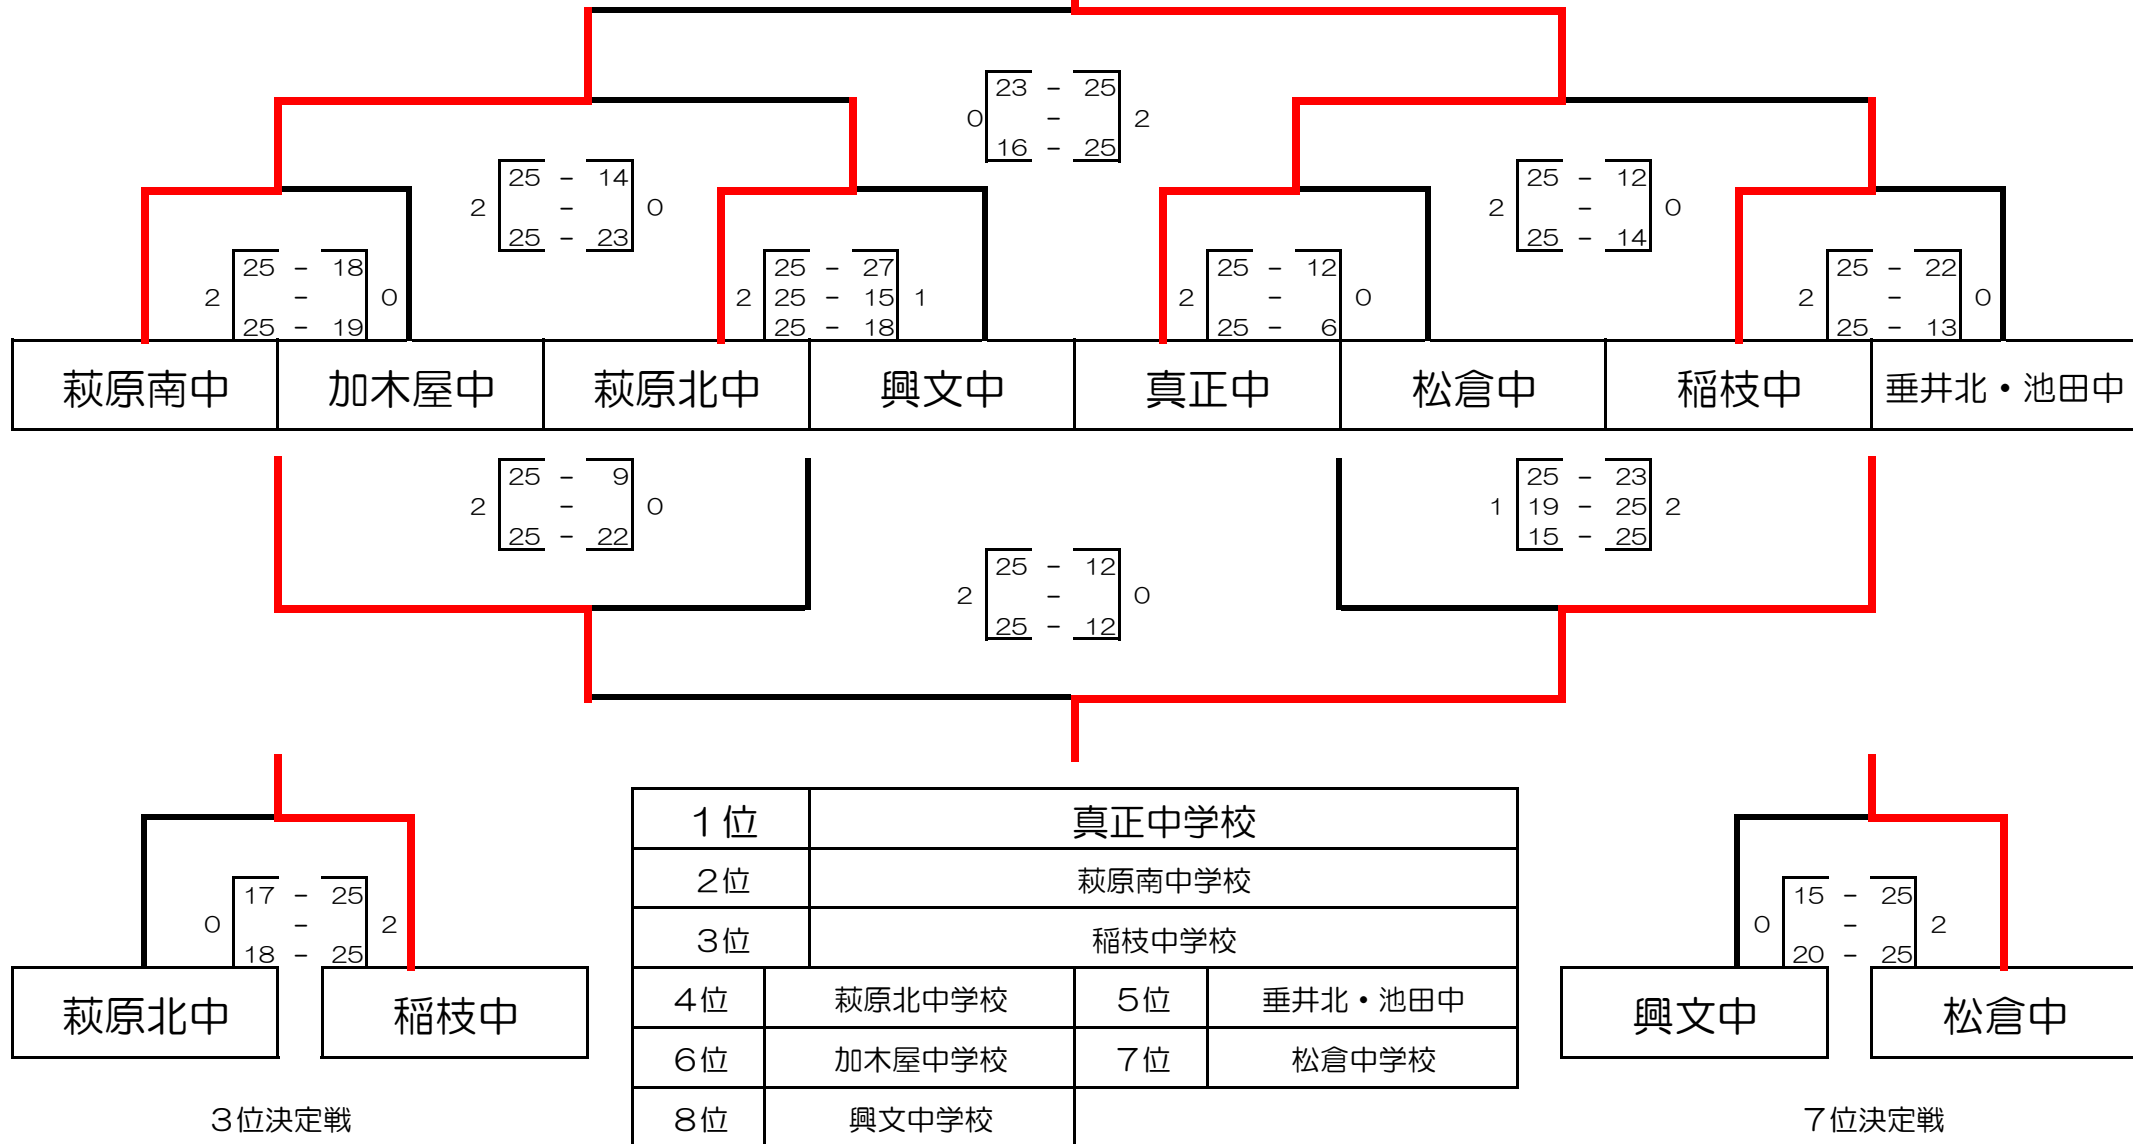 23 - 25
0 - 2
16 - 25
25 - 14
2 - 0
25 - 23
25 - 12
2 - 0
25 - 14
25 - 18
2 - 0
25 - 19
25 - 27
2 25 - 15 1
25 - 18
25 - 12
2 - 0
25 - 6
25 - 22
2 - 0
25 - 13
萩原南中 加木屋中 萩原北中 興文中 真正中 松倉中 稲枝中 垂井北・池田中
25 - 9
2 - 0
25 - 22
25 - 23
1 19 - 25 2
15 - 25
25 - 12
2 - 0
25 - 12
17 - 25
0 - 2
18 - 25
萩原北中 稲枝中
3位決定戦
1位 真正中学校
2位 萩原南中学校
3位 稲枝中学校
4位 萩原北中学校 5位 垂井北・池田中
6位 加木屋中学校 7位 松倉中学校
8位 興文中学校
15 - 25
0 - 2
20 - 25
興文中 松倉中
7位決定戦